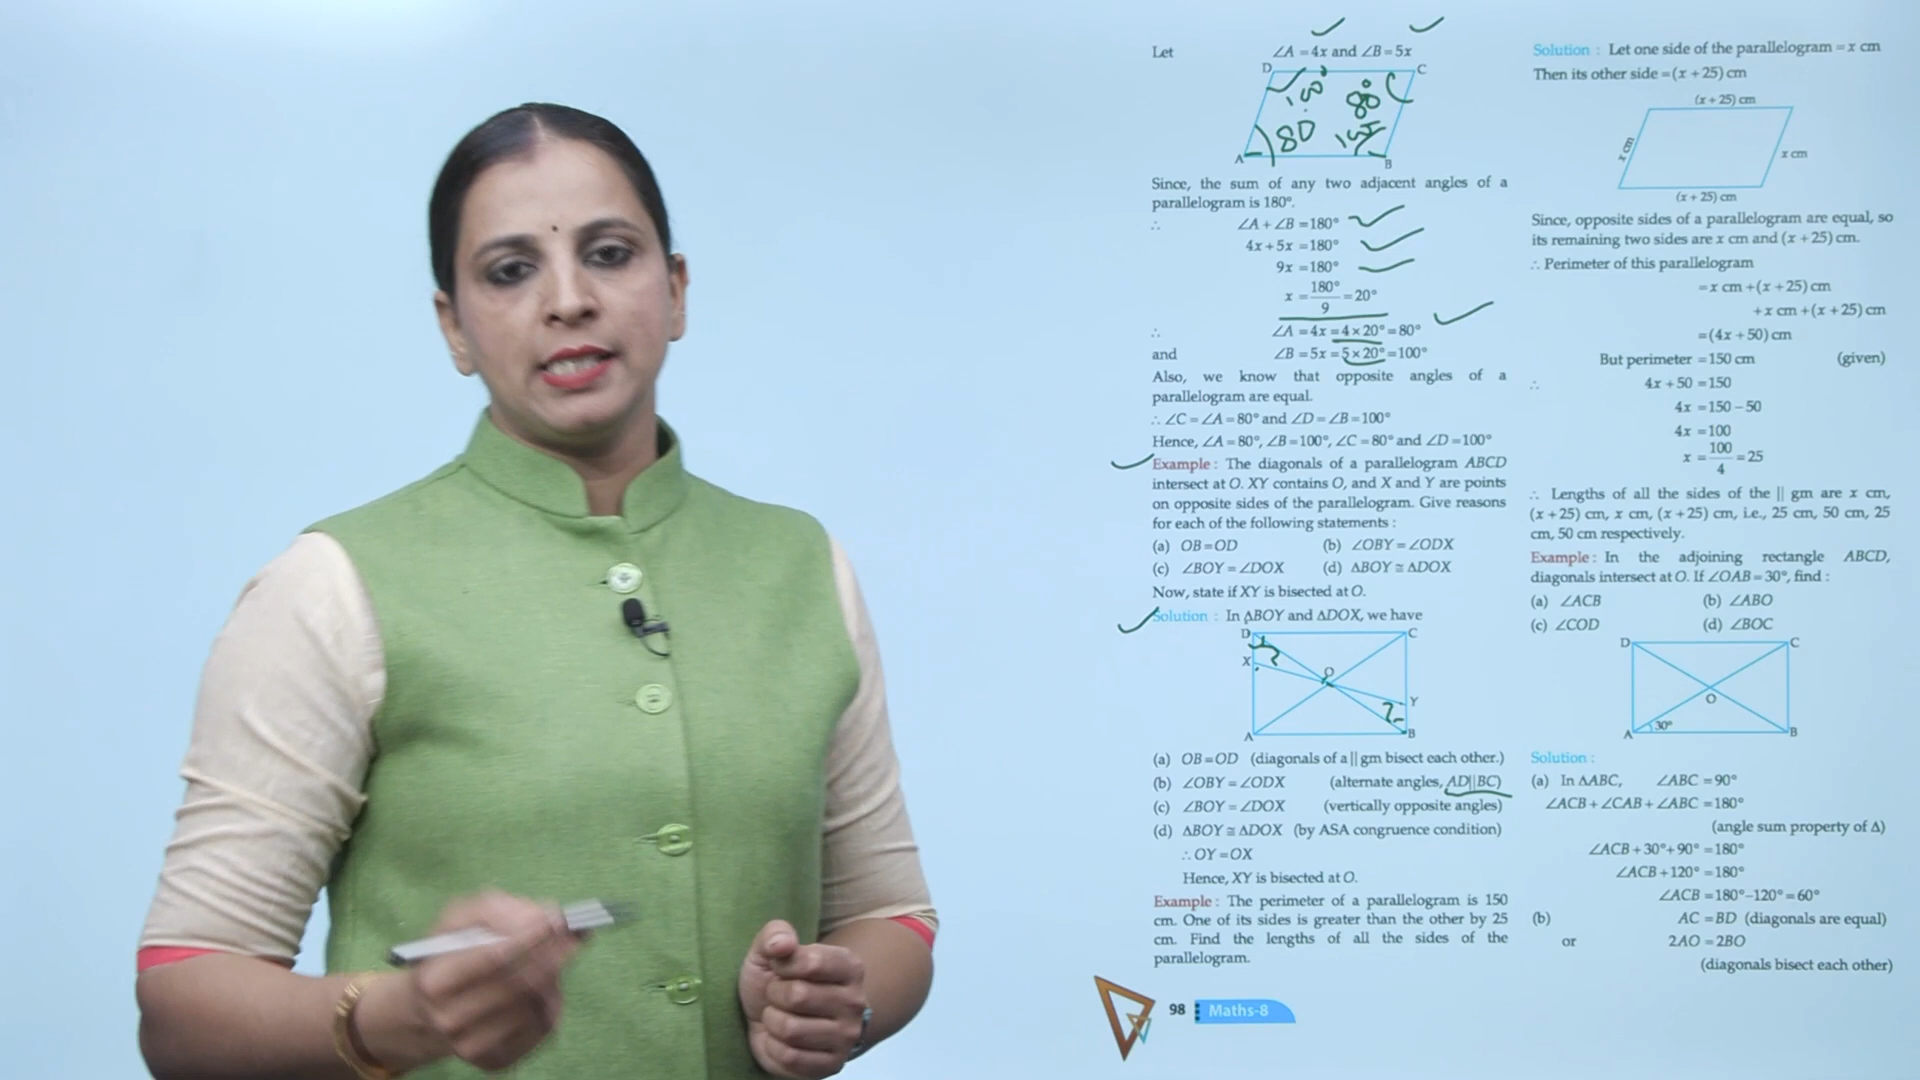 Let ∠A = 4x and ∠B = 5x
D C
100° 80°
80
A B
Since, the sum of any two adjacent angles of a
parallelogram is 180°.
∴ ∠A + ∠B = 180°
4x + 5x = 180°
9x = 180°
x = 180°/9 = 20°
∴ ∠A = 4x = 4 × 20° = 80°
and ∠B = 5x = 5 × 20° = 100°
Also, we know that opposite angles of a
parallelogram are equal.
∴ ∠C = ∠A = 80° and ∠D = ∠B = 100°
Hence, ∠A = 80°, ∠B = 100°, ∠C = 80° and ∠D = 100°
Example : The diagonals of a parallelogram ABCD
intersect at O. XY contains O, and X and Y are points
on opposite sides of the parallelogram. Give reasons
for each of the following statements :
(a) OB = OD (b) ∠OBY = ∠ODX
(c) ∠BOY = ∠DOX (d) ΔBOY ≅ ΔDOX
Now, state if XY is bisected at O.
Solution : In ΔBOY and ΔDOX, we have
D C
X
O
Y
A B
(a) OB = OD (diagonals of a || gm bisect each other.)
(b) ∠OBY = ∠ODX (alternate angles, AD||BC)
(c) ∠BOY = ∠DOX (vertically opposite angles)
(d) ΔBOY ≅ ΔDOX (by ASA congruence condition)
∴ OY = OX
Hence, XY is bisected at O.
Example : The perimeter of a parallelogram is 150
cm. One of its sides is greater than the other by 25
cm. Find the lengths of all the sides of the
parallelogram.
98 Maths-8
Solution : Let one side of the parallelogram = x cm
Then its other side = (x + 25) cm
(x + 25) cm
x cm x cm
(x + 25) cm
Since, opposite sides of a parallelogram are equal, so
its remaining two sides are x cm and (x + 25) cm.
∴ Perimeter of this parallelogram
= x cm + (x + 25) cm
+ x cm + (x + 25) cm
= (4x + 50) cm
But perimeter = 150 cm (given)
∴ 4x + 50 = 150
4x = 150 – 50
4x = 100
x = 100/4 = 25
∴ Lengths of all the sides of the || gm are x cm,
(x + 25) cm, x cm, (x + 25) cm, i.e., 25 cm, 50 cm, 25
cm, 50 cm respectively.
Example : In the adjoining rectangle ABCD,
diagonals intersect at O. If ∠OAB = 30°, find :
(a) ∠ACB (b) ∠ABO
(c) ∠COD (d) ∠BOC
D C
O
30°
A B
Solution :
(a) In ΔABC, ∠ABC = 90°
∠ACB + ∠CAB + ∠ABC = 180°
(angle sum property of Δ)
∠ACB + 30° + 90° = 180°
∠ACB + 120° = 180°
∠ACB = 180° – 120° = 60°
(b) AC = BD (diagonals are equal)
or 2AO = 2BO
(diagonals bisect each other)